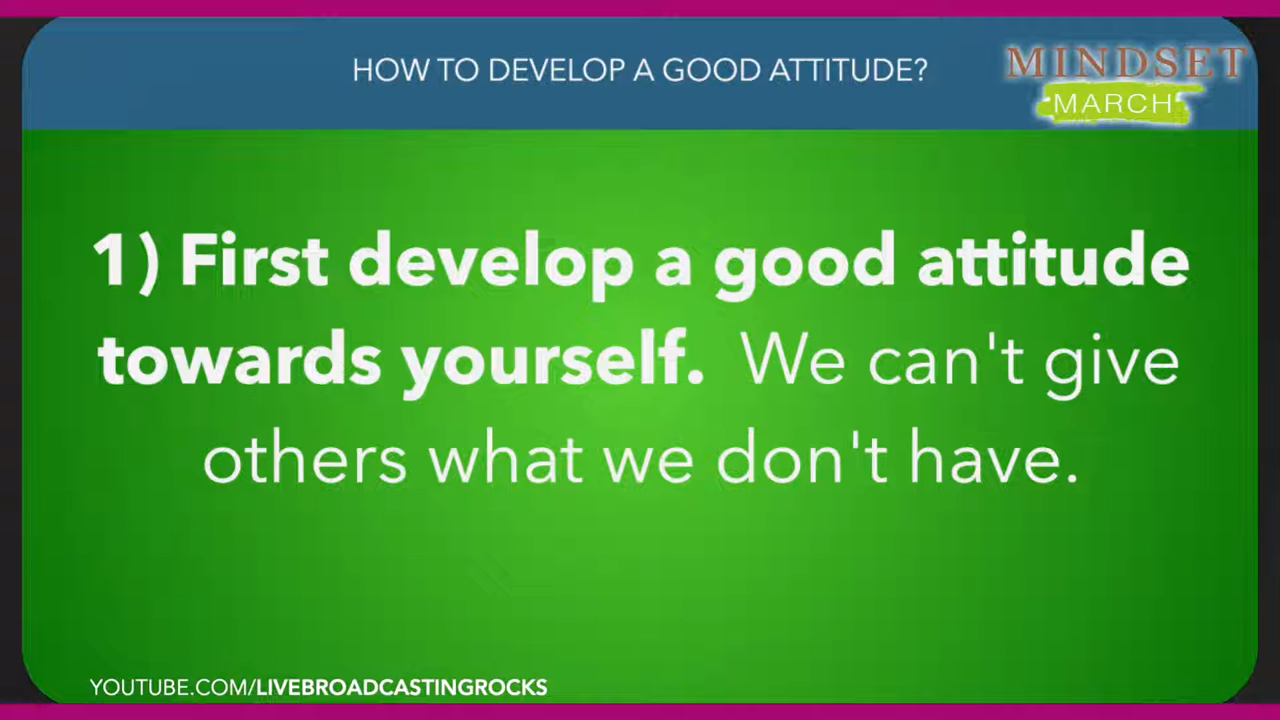 HOW TO DEVELOP A GOOD ATTITUDE?
MINDSET
MARCH
1) First develop a good attitude
towards yourself. We can't give
others what we don't have.
YOUTUBE.COM/LIVEBROADCASTINGROCKS